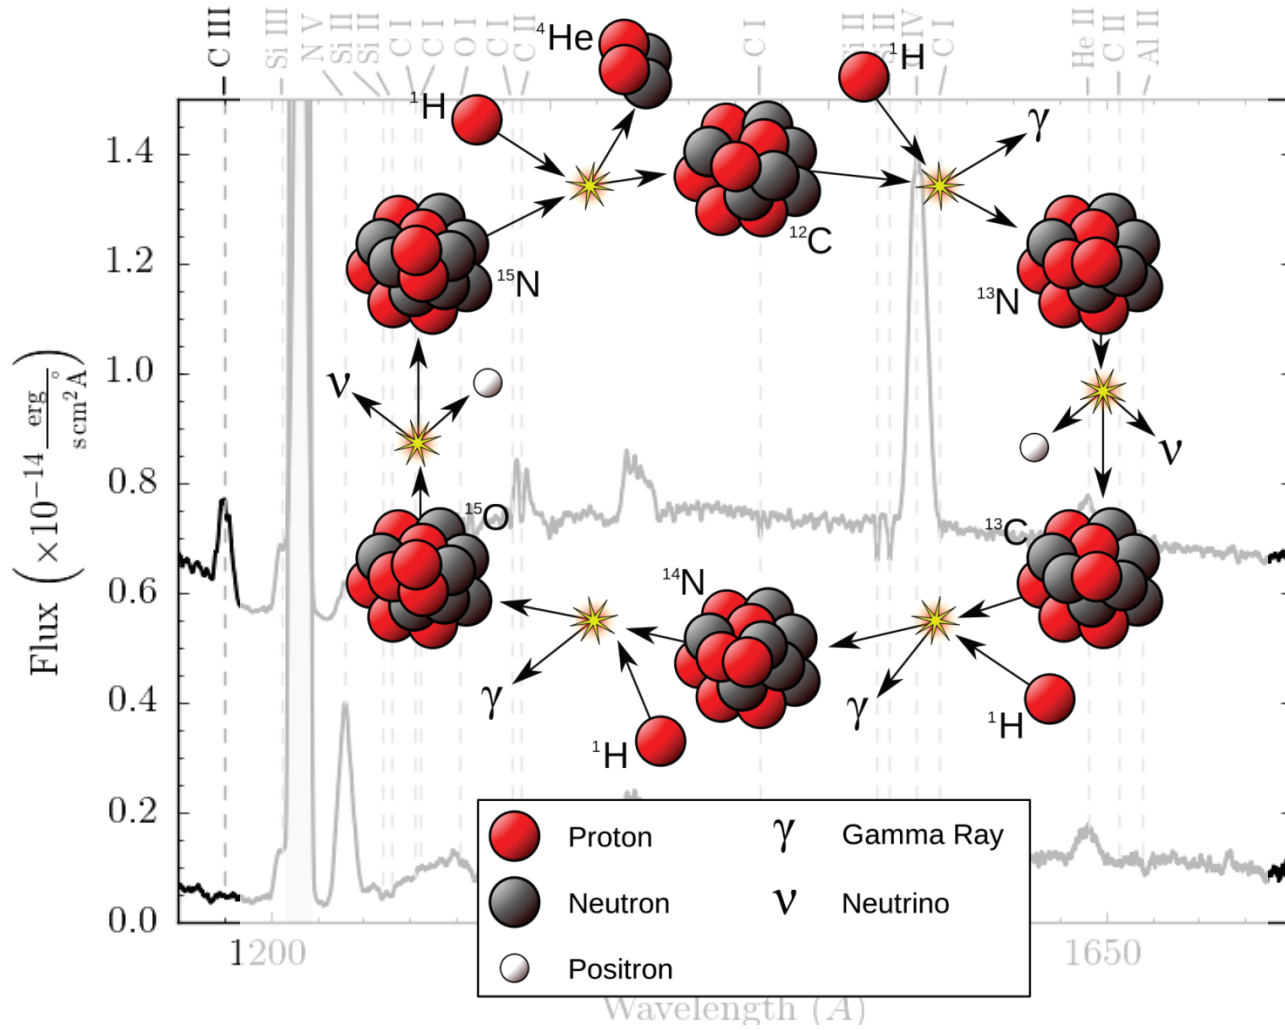 C III
Si III
N V
Si II
Si II
C I
C I
O I
C I
C II
C I
C I
He II
C II
Al II
⁴He
¹H
¹H
γ
¹²C
¹⁵N
¹³N
ν
ν
¹⁵O
¹³C
¹⁴N
γ
γ
¹H
¹H
1.4
1.2
1.0
0.8
0.6
0.4
0.2
0.0
Flux (×10⁻¹⁴ erg / s cm² Å)
Proton
γ Gamma Ray
Neutron
ν Neutrino
Positron
1200
1650
Wavelength (A)